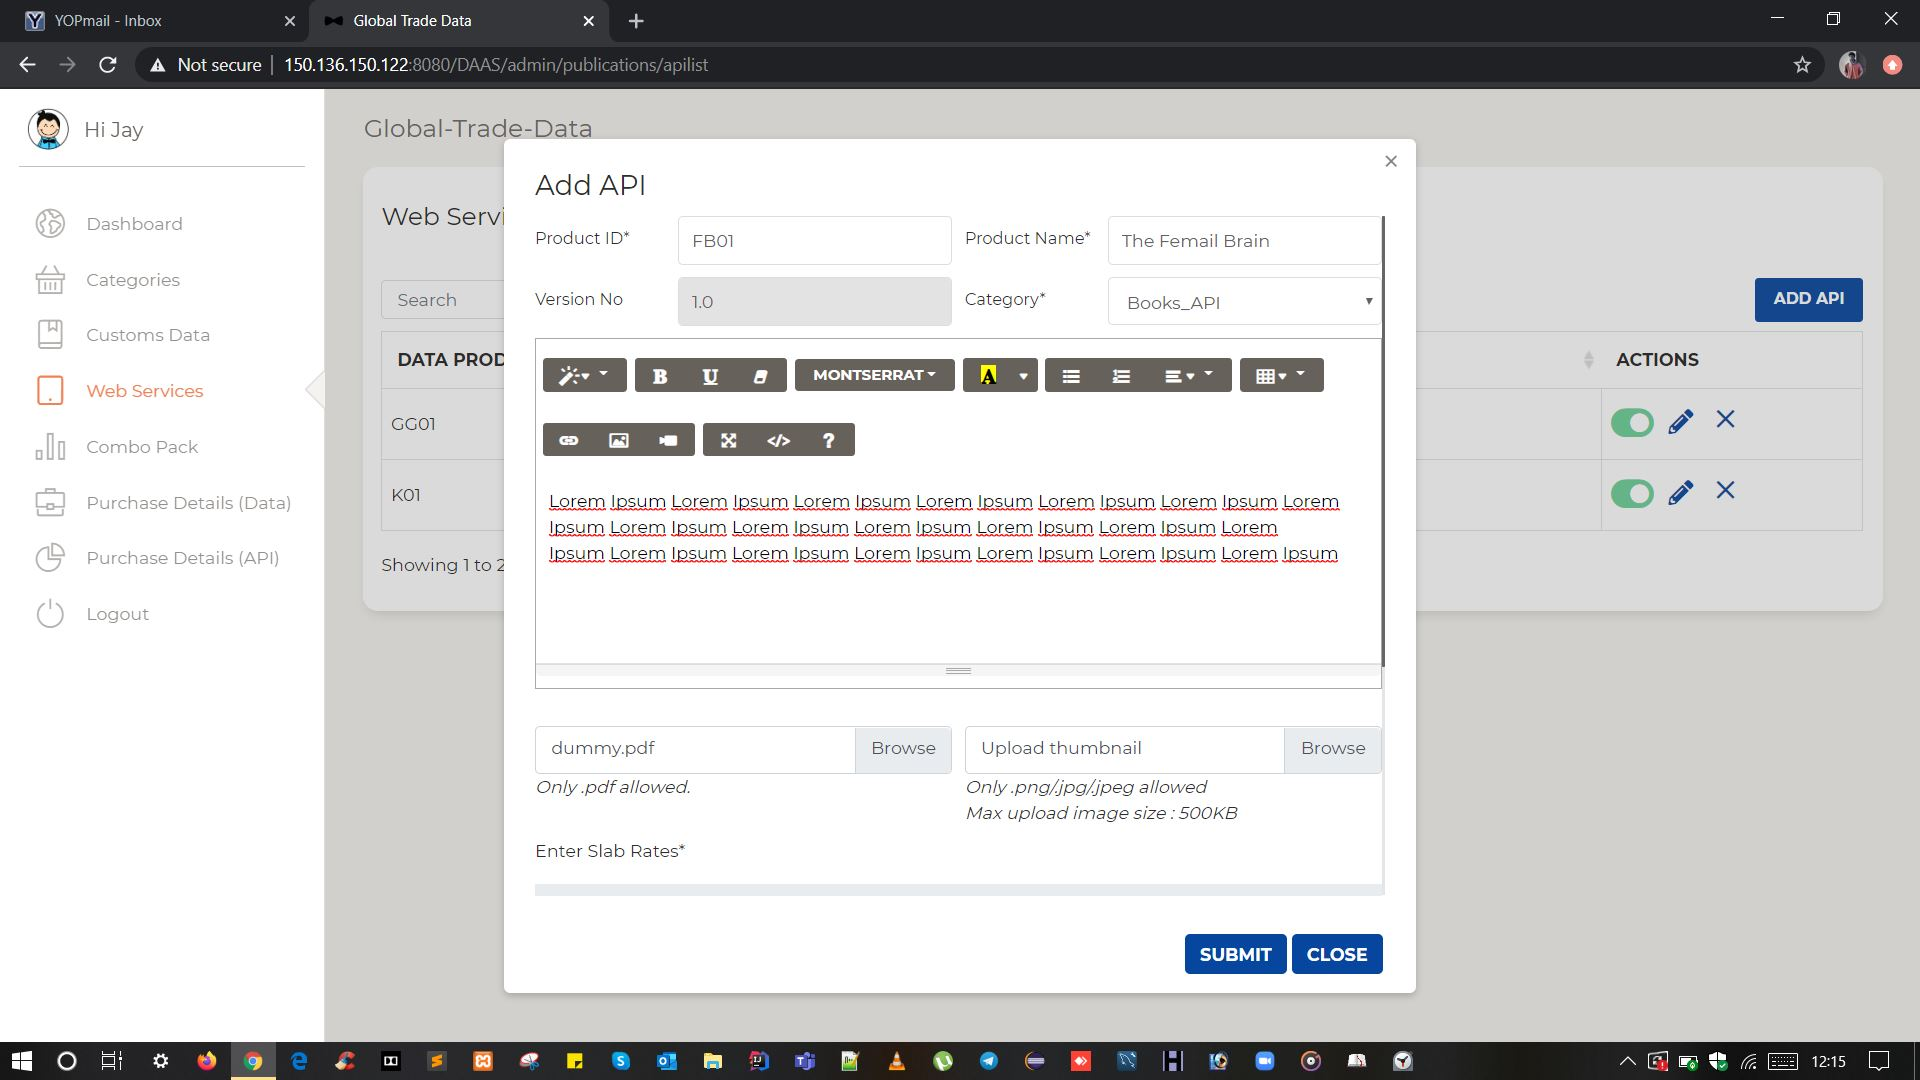 YOPmail - Inbox
Global Trade Data
Not secure
150.136.150.122:8080/DAAS/admin/publications/apilist
Hi Jay
Dashboard
Categories
Customs Data
Web Services
Combo Pack
Purchase Details (Data)
Purchase Details (API)
Logout
Global-Trade-Data
Web Servi
Search
ADD API
DATA PROD
ACTIONS
GG01
K01
Showing 1 to 2
Add API
Product ID*
FB01
Product Name*
The Femail Brain
Version No
1.0
Category*
Books_API
B U
MONTSERRAT
A
</> ?
Lorem Ipsum Lorem Ipsum Lorem Ipsum Lorem Ipsum Lorem Ipsum Lorem Ipsum Lorem
Ipsum Lorem Ipsum Lorem Ipsum Lorem Ipsum Lorem Ipsum Lorem Ipsum Lorem
Ipsum Lorem Ipsum Lorem Ipsum Lorem Ipsum Lorem Ipsum Lorem Ipsum Lorem Ipsum
dummy.pdf
Browse
Upload thumbnail
Browse
Only .pdf allowed.
Only .png/.jpg/.jpeg allowed
Max upload image size : 500KB
Enter Slab Rates*
SUBMIT
CLOSE
12:15